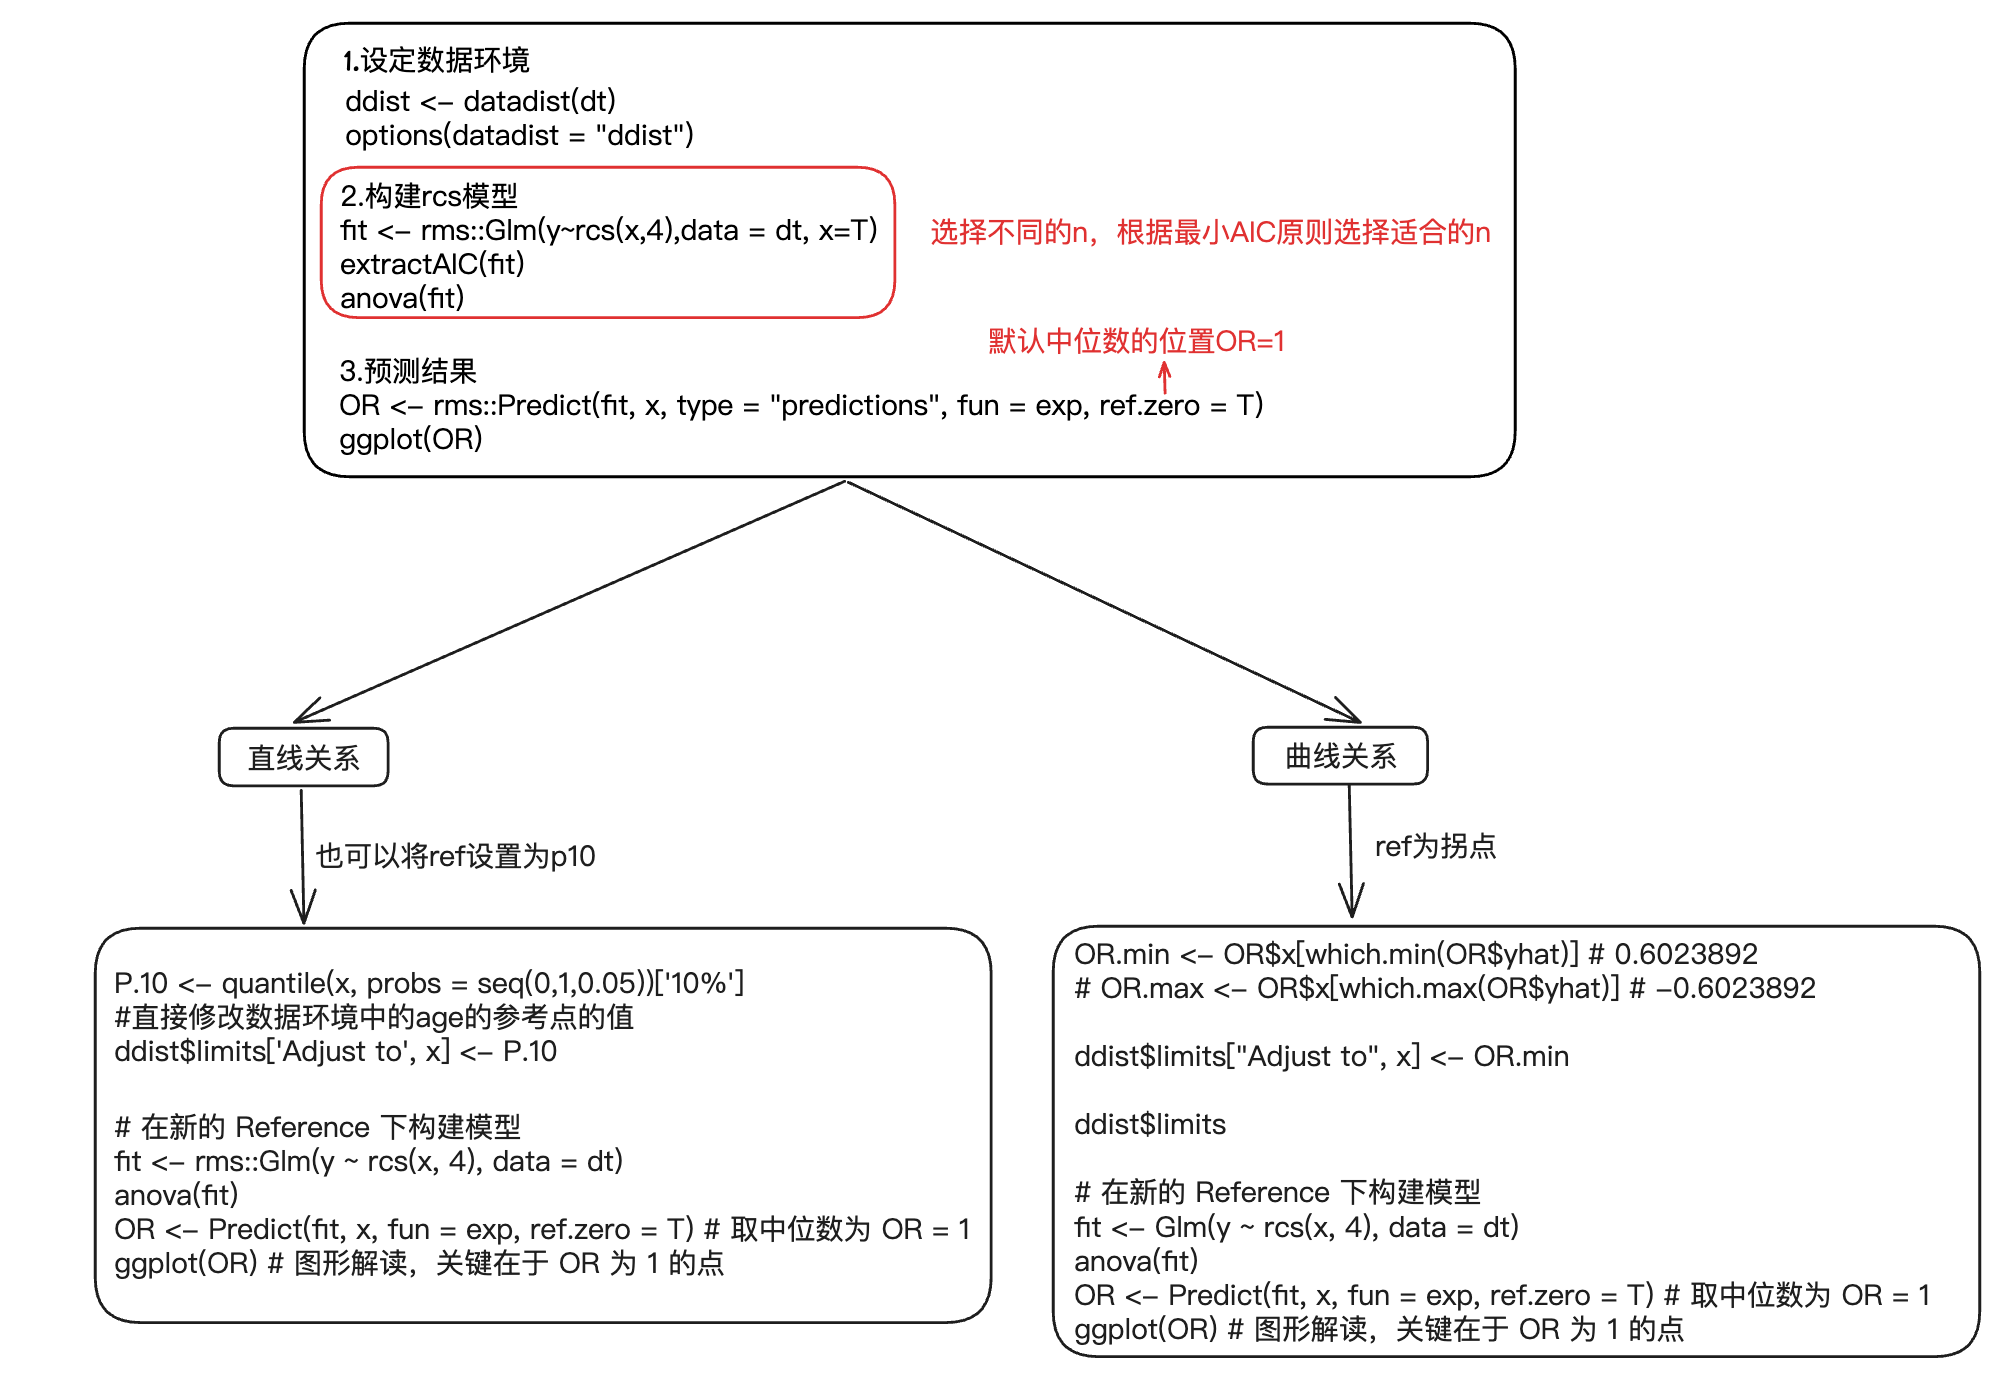 1.设定数据环境
ddist <- datadist(dt)
options(datadist = "ddist")
2.构建rcs模型
fit <- rms::Glm(y~rcs(x,4),data = dt, x=T)
extractAIC(fit)
anova(fit)
选择不同的n，根据最小AIC原则选择适合的n
默认中位数的位置OR=1
3.预测结果
OR <- rms::Predict(fit, x, type = "predictions", fun = exp, ref.zero = T)
ggplot(OR)
直线关系
曲线关系
也可以将ref设置为p10
ref为拐点
P.10 <- quantile(x, probs = seq(0,1,0.05))['10%']
#直接修改数据环境中的age的参考点的值
ddist$limits['Adjust to', x] <- P.10
# 在新的 Reference 下构建模型
fit <- rms::Glm(y ~ rcs(x, 4), data = dt)
anova(fit)
OR <- Predict(fit, x, fun = exp, ref.zero = T) # 取中位数为 OR = 1
ggplot(OR) # 图形解读，关键在于 OR 为 1 的点
OR.min <- OR$x[which.min(OR$yhat)] # 0.6023892
# OR.max <- OR$x[which.max(OR$yhat)] # -0.6023892
ddist$limits["Adjust to", x] <- OR.min
ddist$limits
# 在新的 Reference 下构建模型
fit <- Glm(y ~ rcs(x, 4), data = dt)
anova(fit)
OR <- Predict(fit, x, fun = exp, ref.zero = T) # 取中位数为 OR = 1
ggplot(OR) # 图形解读，关键在于 OR 为 1 的点